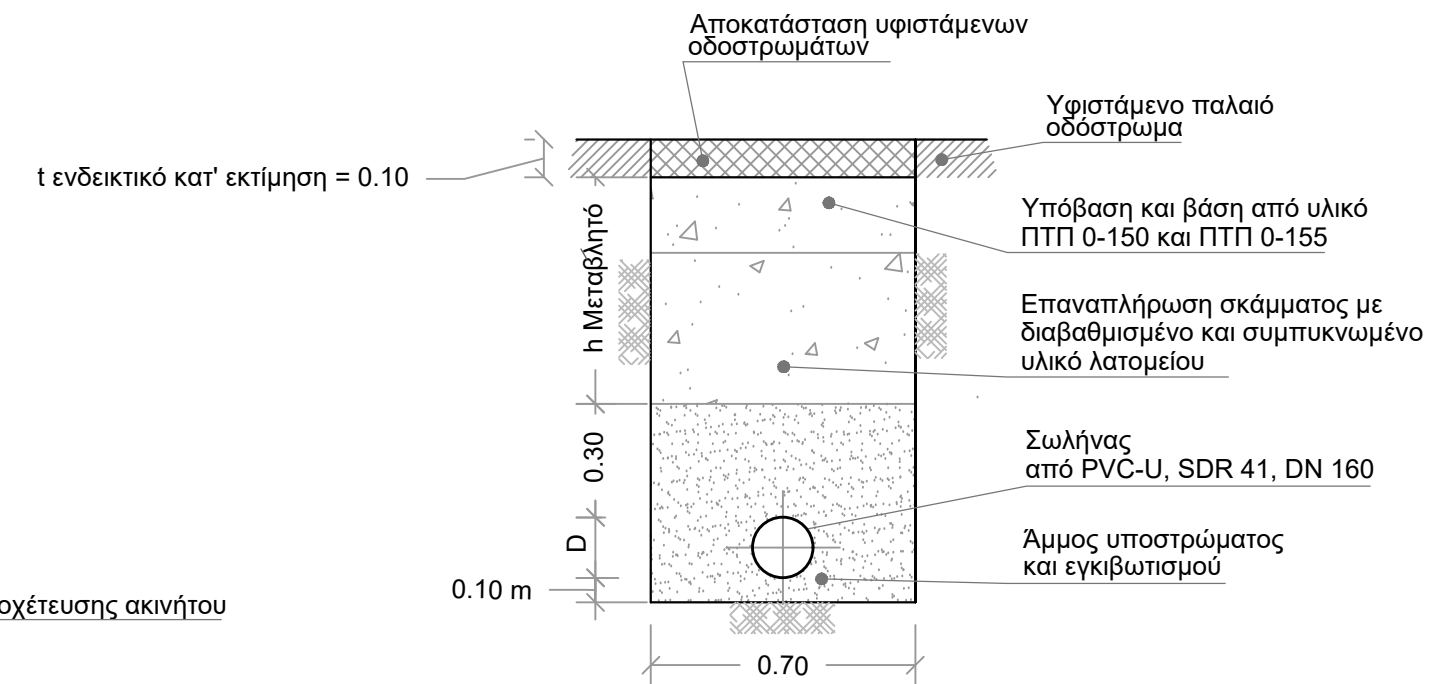 Αποκατάσταση υφιστάμενων
οδοστρωμάτων
Υφιστάμενο παλαιό
οδόστρωμα
t ενδεικτικό κατ' εκτίμηση = 0.10
Υπόβαση και βάση από υλικό
ΠΤΠ 0-150 και ΠΤΠ 0-155
h Μεταβλητό
Επαναπλήρωση σκάμματος με
διαβαθμισμένο και συμπυκνωμένο
υλικό λατομείου
0.30
Σωλήνας
από PVC-U, SDR 41, DN 160
D
Άμμος υποστρώματος
και εγκιβωτισμού
0.10 m
οχέτευσης ακινήτου
0.70